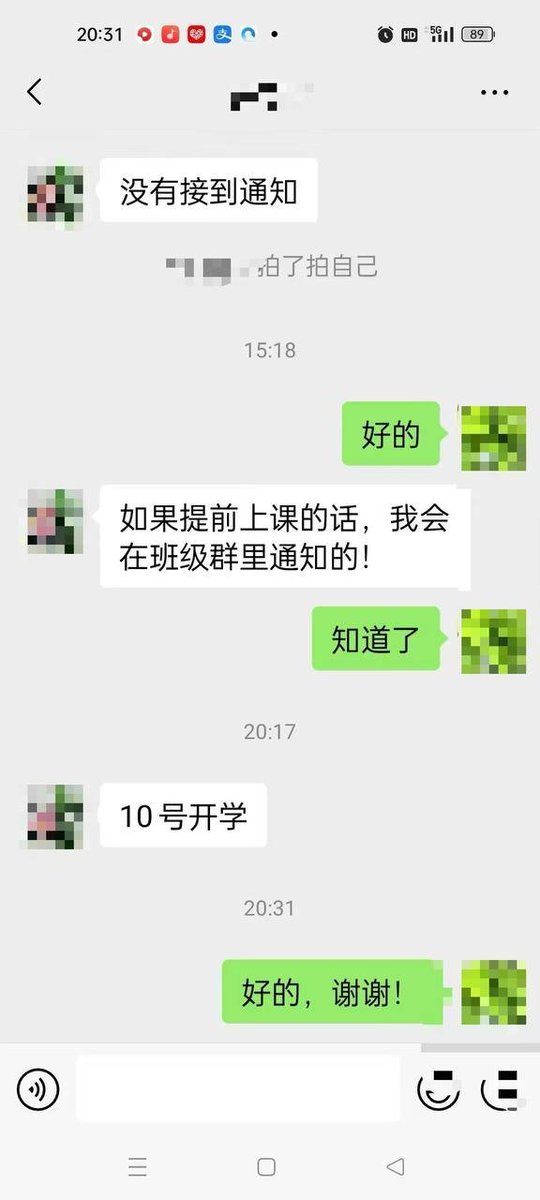 20:31
HD 5G 89
没有接到通知
拍了拍自己
15:18
好的
如果提前上课的话，我会
在班级群里通知的！
知道了
20:17
10号开学
20:31
好的，谢谢！